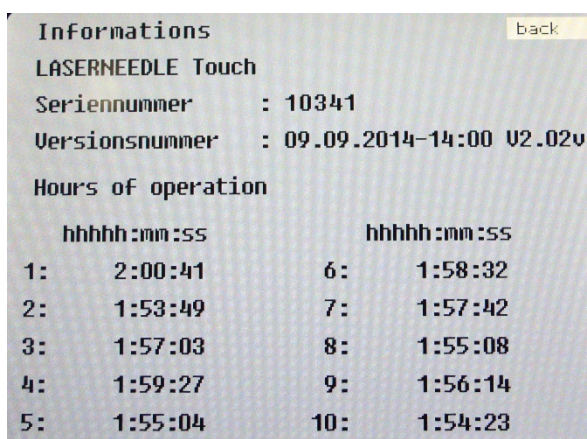 Informations back
LASERNEEDLE Touch
Seriennummer : 10341
Versionsnummer : 09.09.2014-14:00 V2.02v
Hours of operation
hhhhh:mm:ss hhhhh:mm:ss
1: 2:00:41 6: 1:58:32
2: 1:53:49 7: 1:57:42
3: 1:57:03 8: 1:55:08
4: 1:59:27 9: 1:56:14
5: 1:55:04 10: 1:54:23